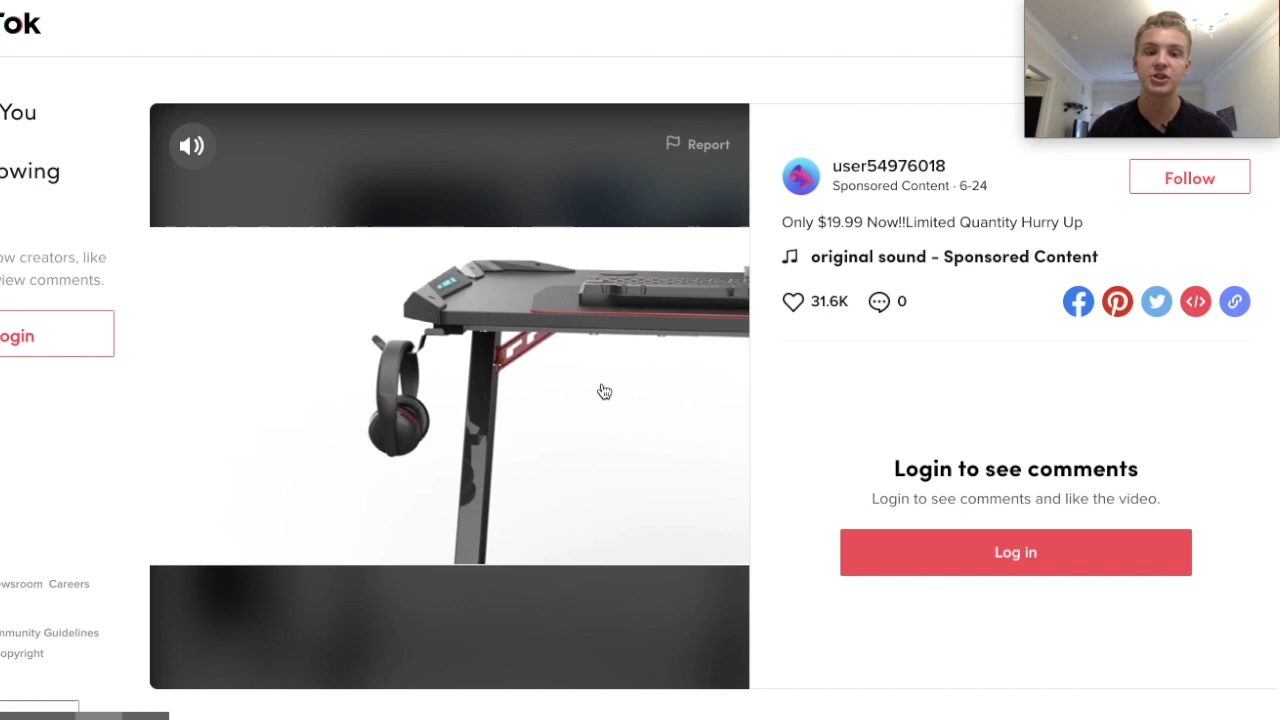 Tok
You
owing
ow creators, like
view comments.
ogin
ewsroom Careers
mmunity Guidelines
opyright
Report
user54976018
Sponsored Content · 6-24
Follow
Only $19.99 Now!!Limited Quantity Hurry Up
original sound - Sponsored Content
31.6K
0
Login to see comments
Login to see comments and like the video.
Log in